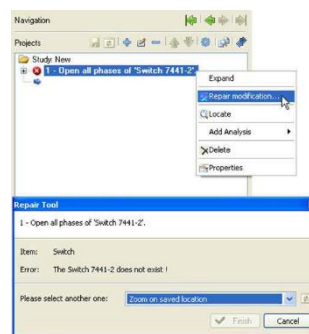 Navigation
Projects
Study: New
1 - Open all phases of 'Switch 7441-2'.
Expand
Repair modification...
Locate
Add Analysis
Delete
Properties
Repair Tool
1 - Open all phases of 'Switch 7441-2'.
Item: Switch
Error: The Switch 7441-2 does not exist !
Please select another one: Zoom on saved location
Finish Cancel